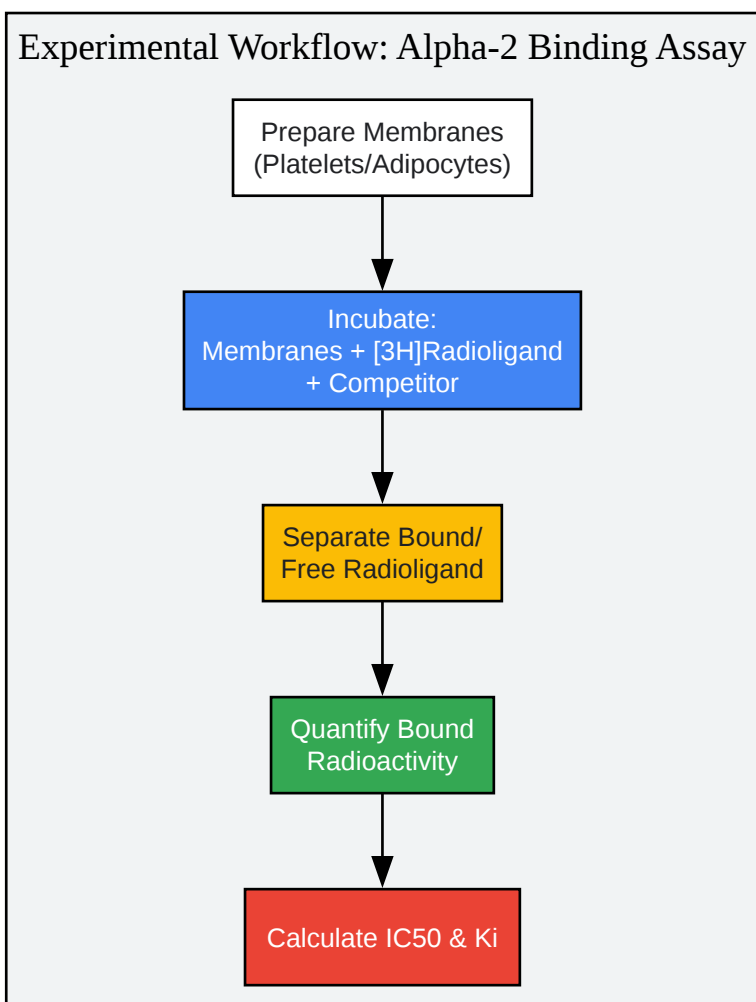 Experimental Workflow: Alpha-2 Binding Assay
Prepare Membranes
(Platelets/Adipocytes)
Incubate:
Membranes + [3H]Radioligand
+ Competitor
Separate Bound/
Free Radioligand
Quantify Bound
Radioactivity
Calculate IC50 & Ki